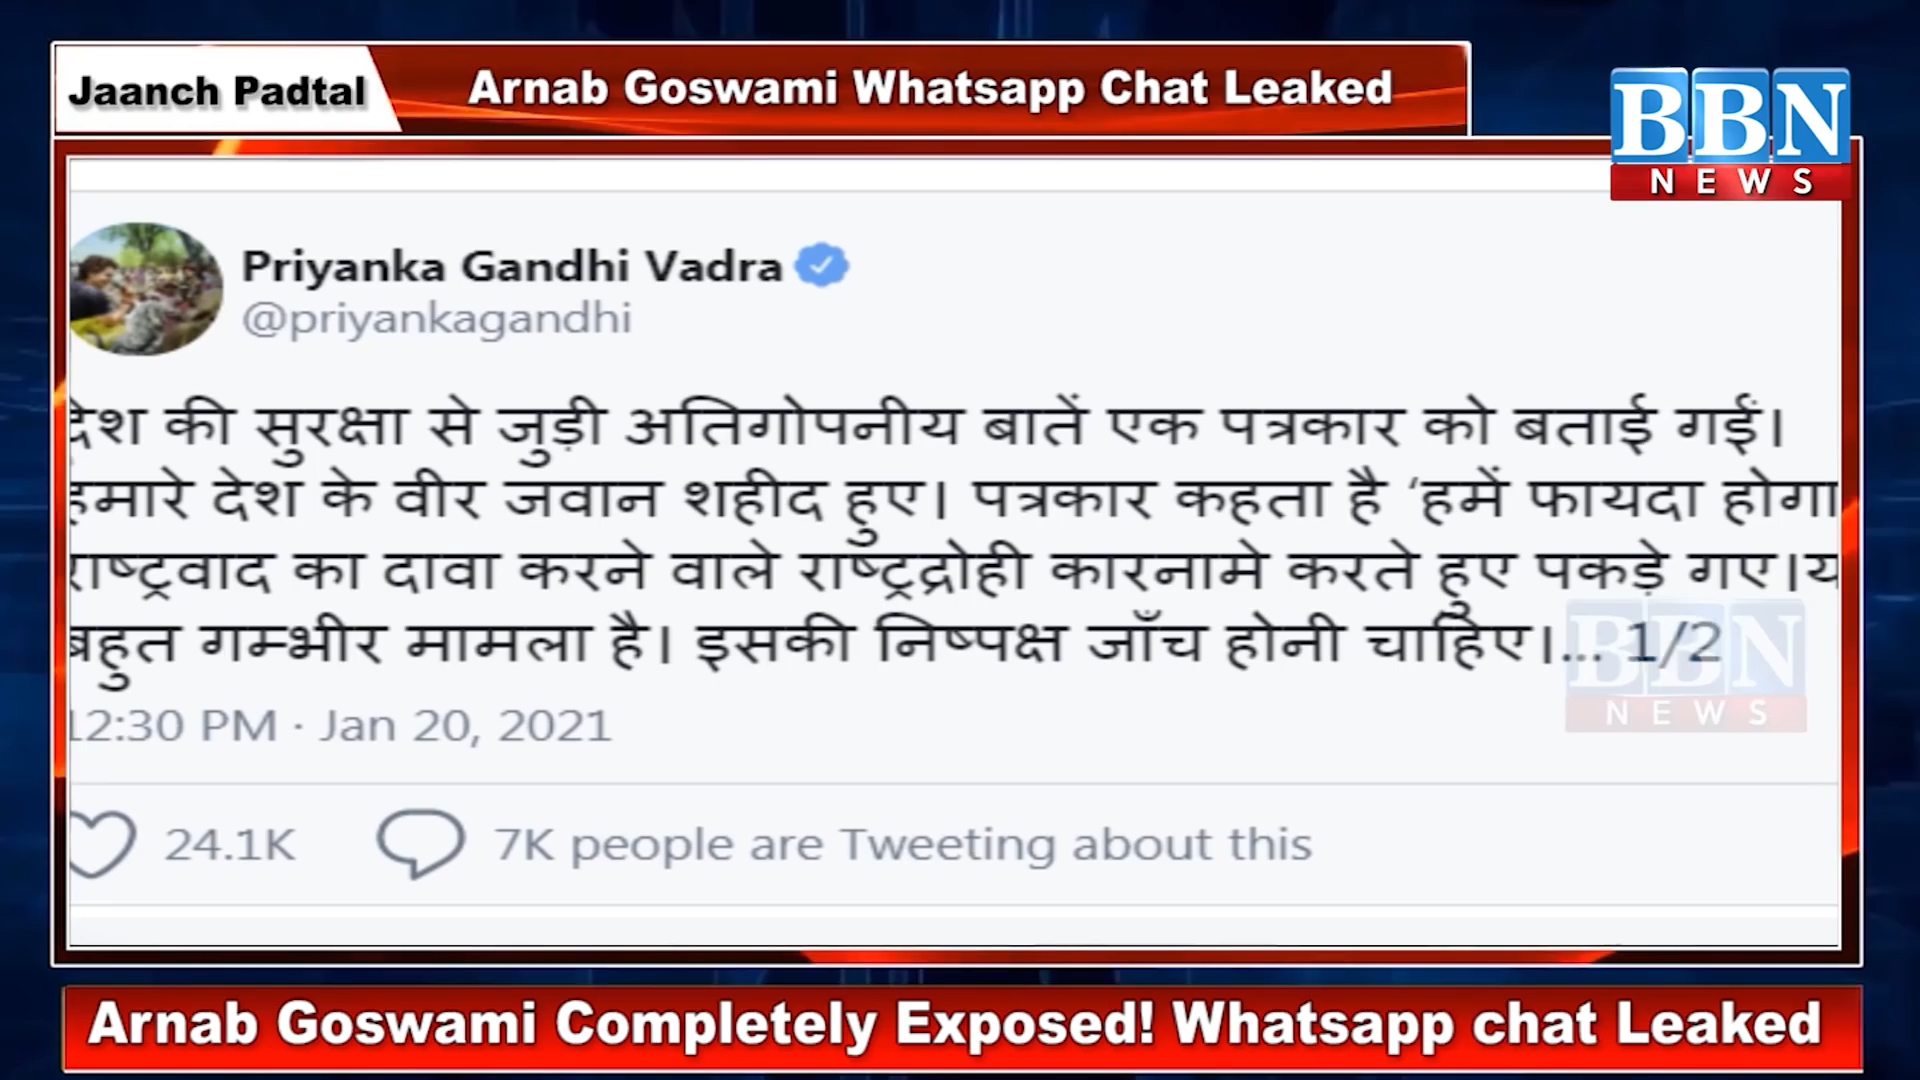 Jaanch Padtal
Arnab Goswami Whatsapp Chat Leaked
BBN
NEWS
Priyanka Gandhi Vadra
@priyankagandhi
देश की सुरक्षा से जुड़ी अतिगोपनीय बातें एक पत्रकार को बताई गईं।
हमारे देश के वीर जवान शहीद हुए। पत्रकार कहता है ‘हमें फायदा होगा
राष्ट्रवाद का दावा करने वाले राष्ट्रद्रोही कारनामे करते हुए पकड़े गए।य
बहुत गम्भीर मामला है। इसकी निष्पक्ष जाँच होनी चाहिए।... 1/2
BBN
NEWS
12:30 PM · Jan 20, 2021
24.1K
7K people are Tweeting about this
Arnab Goswami Completely Exposed! Whatsapp chat Leaked